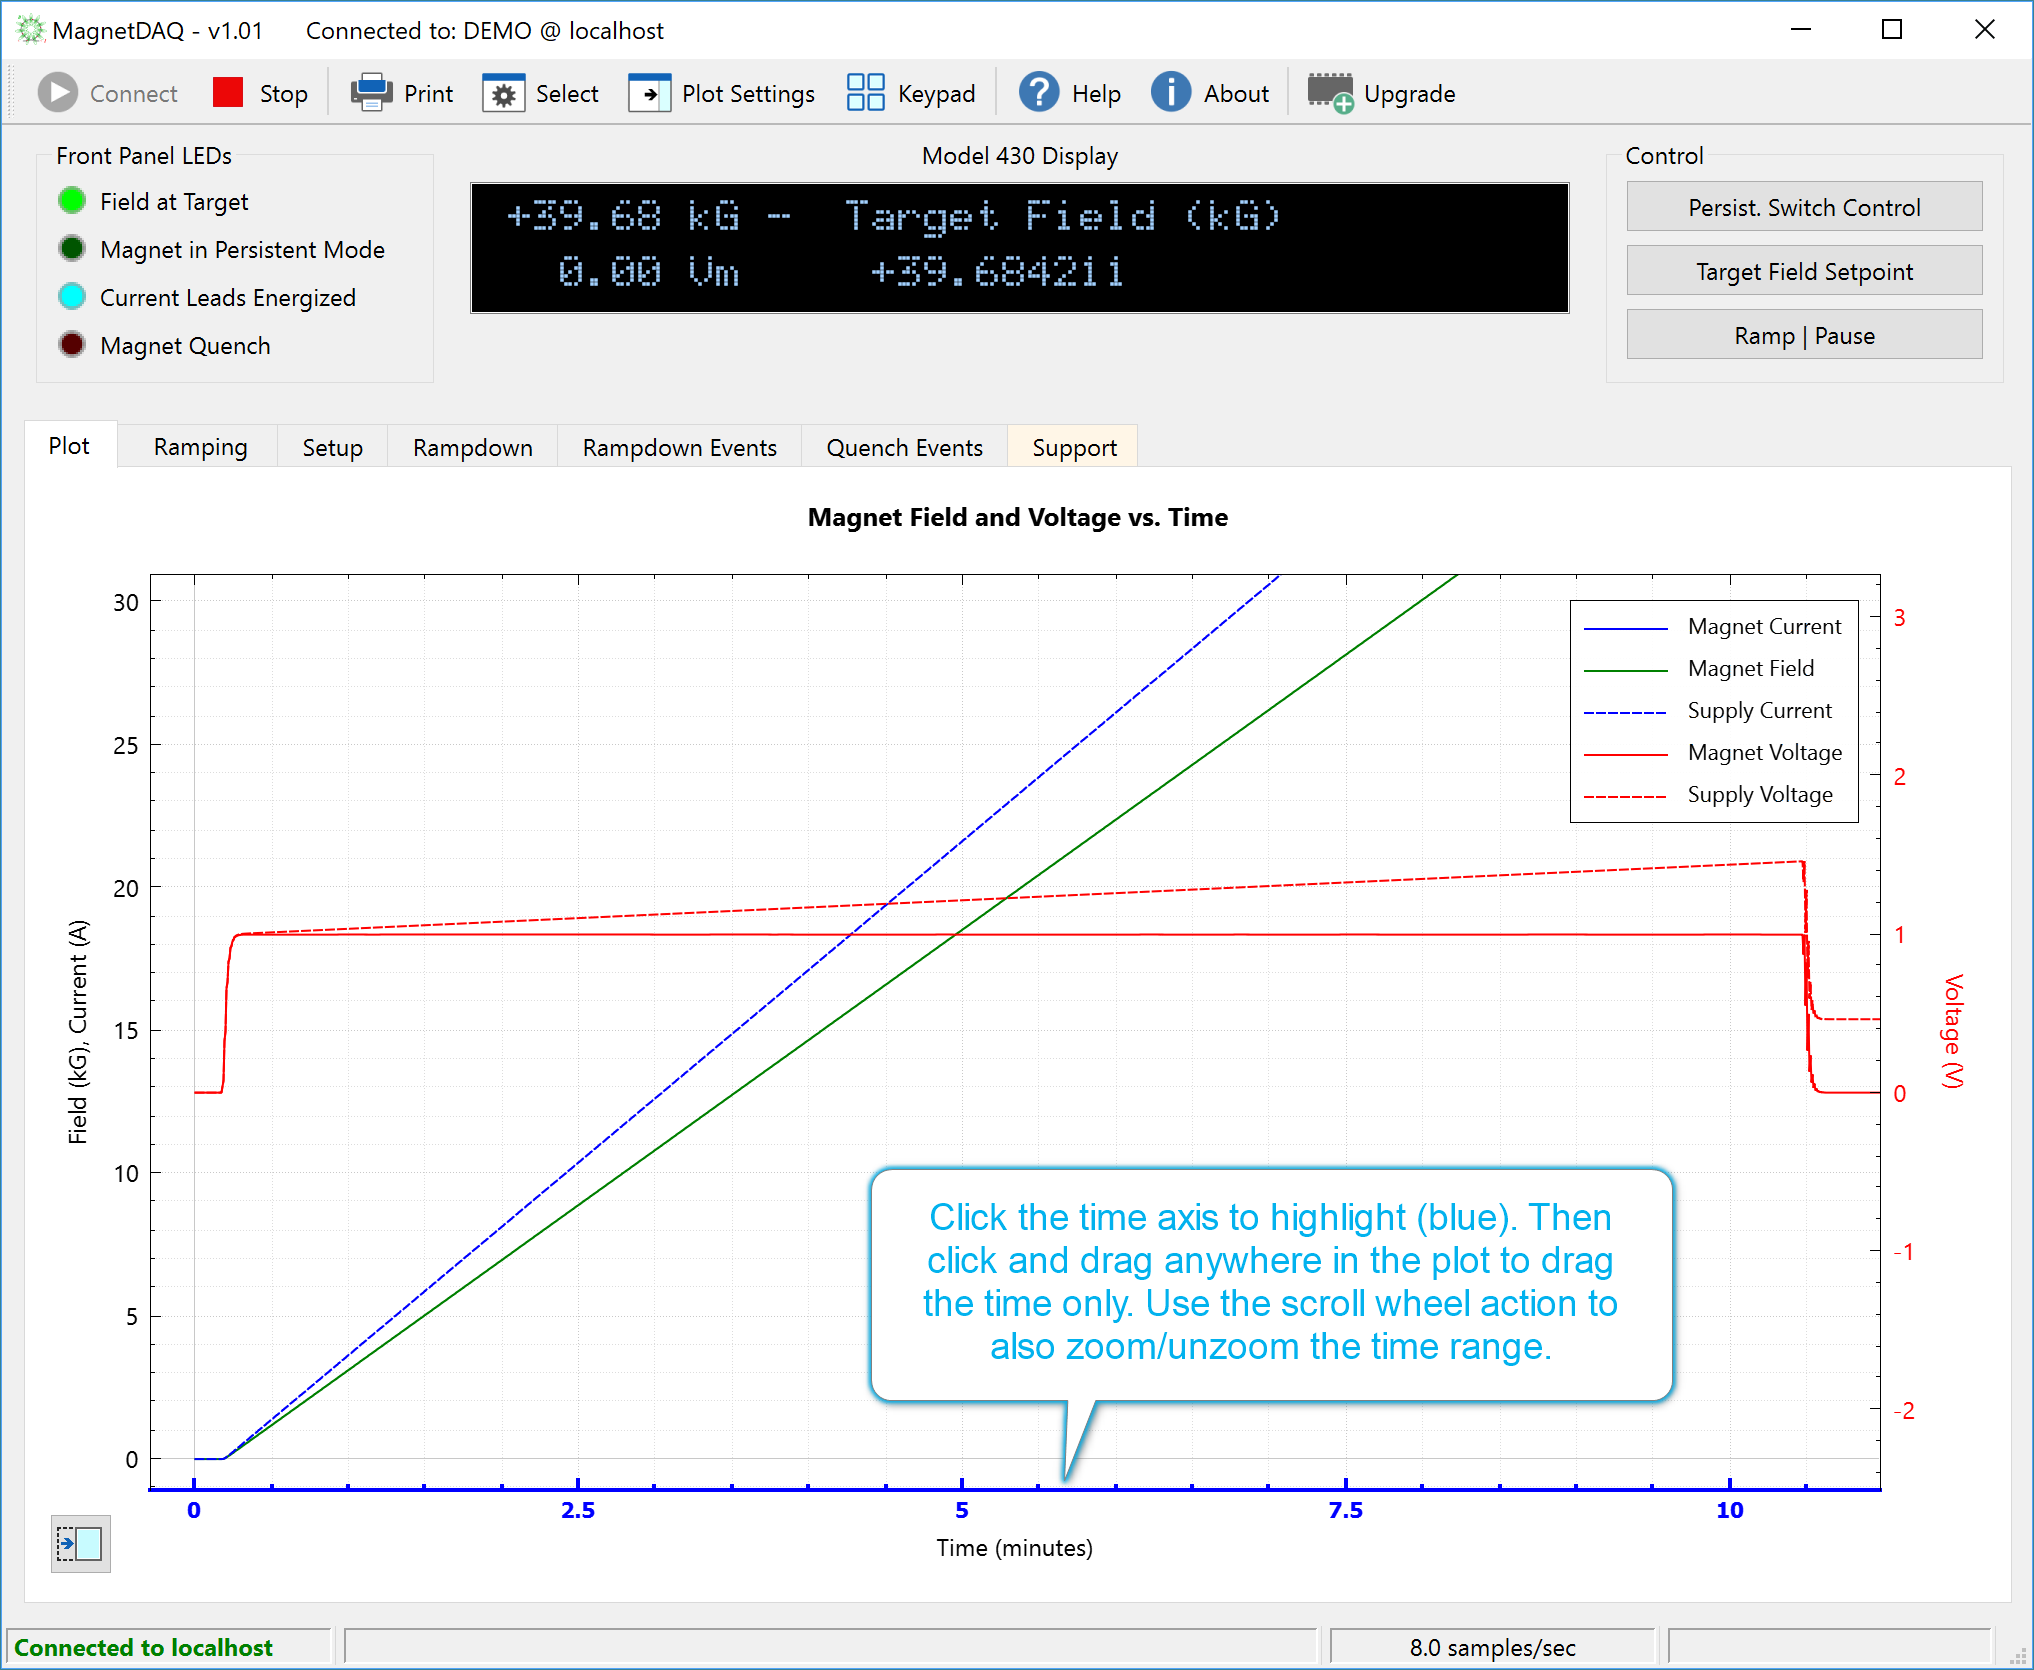 MagnetDAQ - v1.01 Connected to: DEMO @ localhost
Connect Stop Print Select Plot Settings Keypad Help About Upgrade
Front Panel LEDs
Field at Target
Magnet in Persistent Mode
Current Leads Energized
Magnet Quench
Model 430 Display
+39.68 kG - Target Field (kG)
0.00 Vm +39.684211
Control
Persist. Switch Control
Target Field Setpoint
Ramp | Pause
Plot Ramping Setup Rampdown Rampdown Events Quench Events Support
Magnet Field and Voltage vs. Time
Field (kG), Current (A)
30
25
20
15
10
5
0
Magnet Current
Magnet Field
Supply Current
Magnet Voltage
Supply Voltage
3
2
1
0
-1
-2
Voltage (V)
Click the time axis to highlight (blue). Then
click and drag anywhere in the plot to drag
the time only. Use the scroll wheel action to
also zoom/unzoom the time range.
0 2.5 5 7.5 10
Time (minutes)
Connected to localhost 8.0 samples/sec